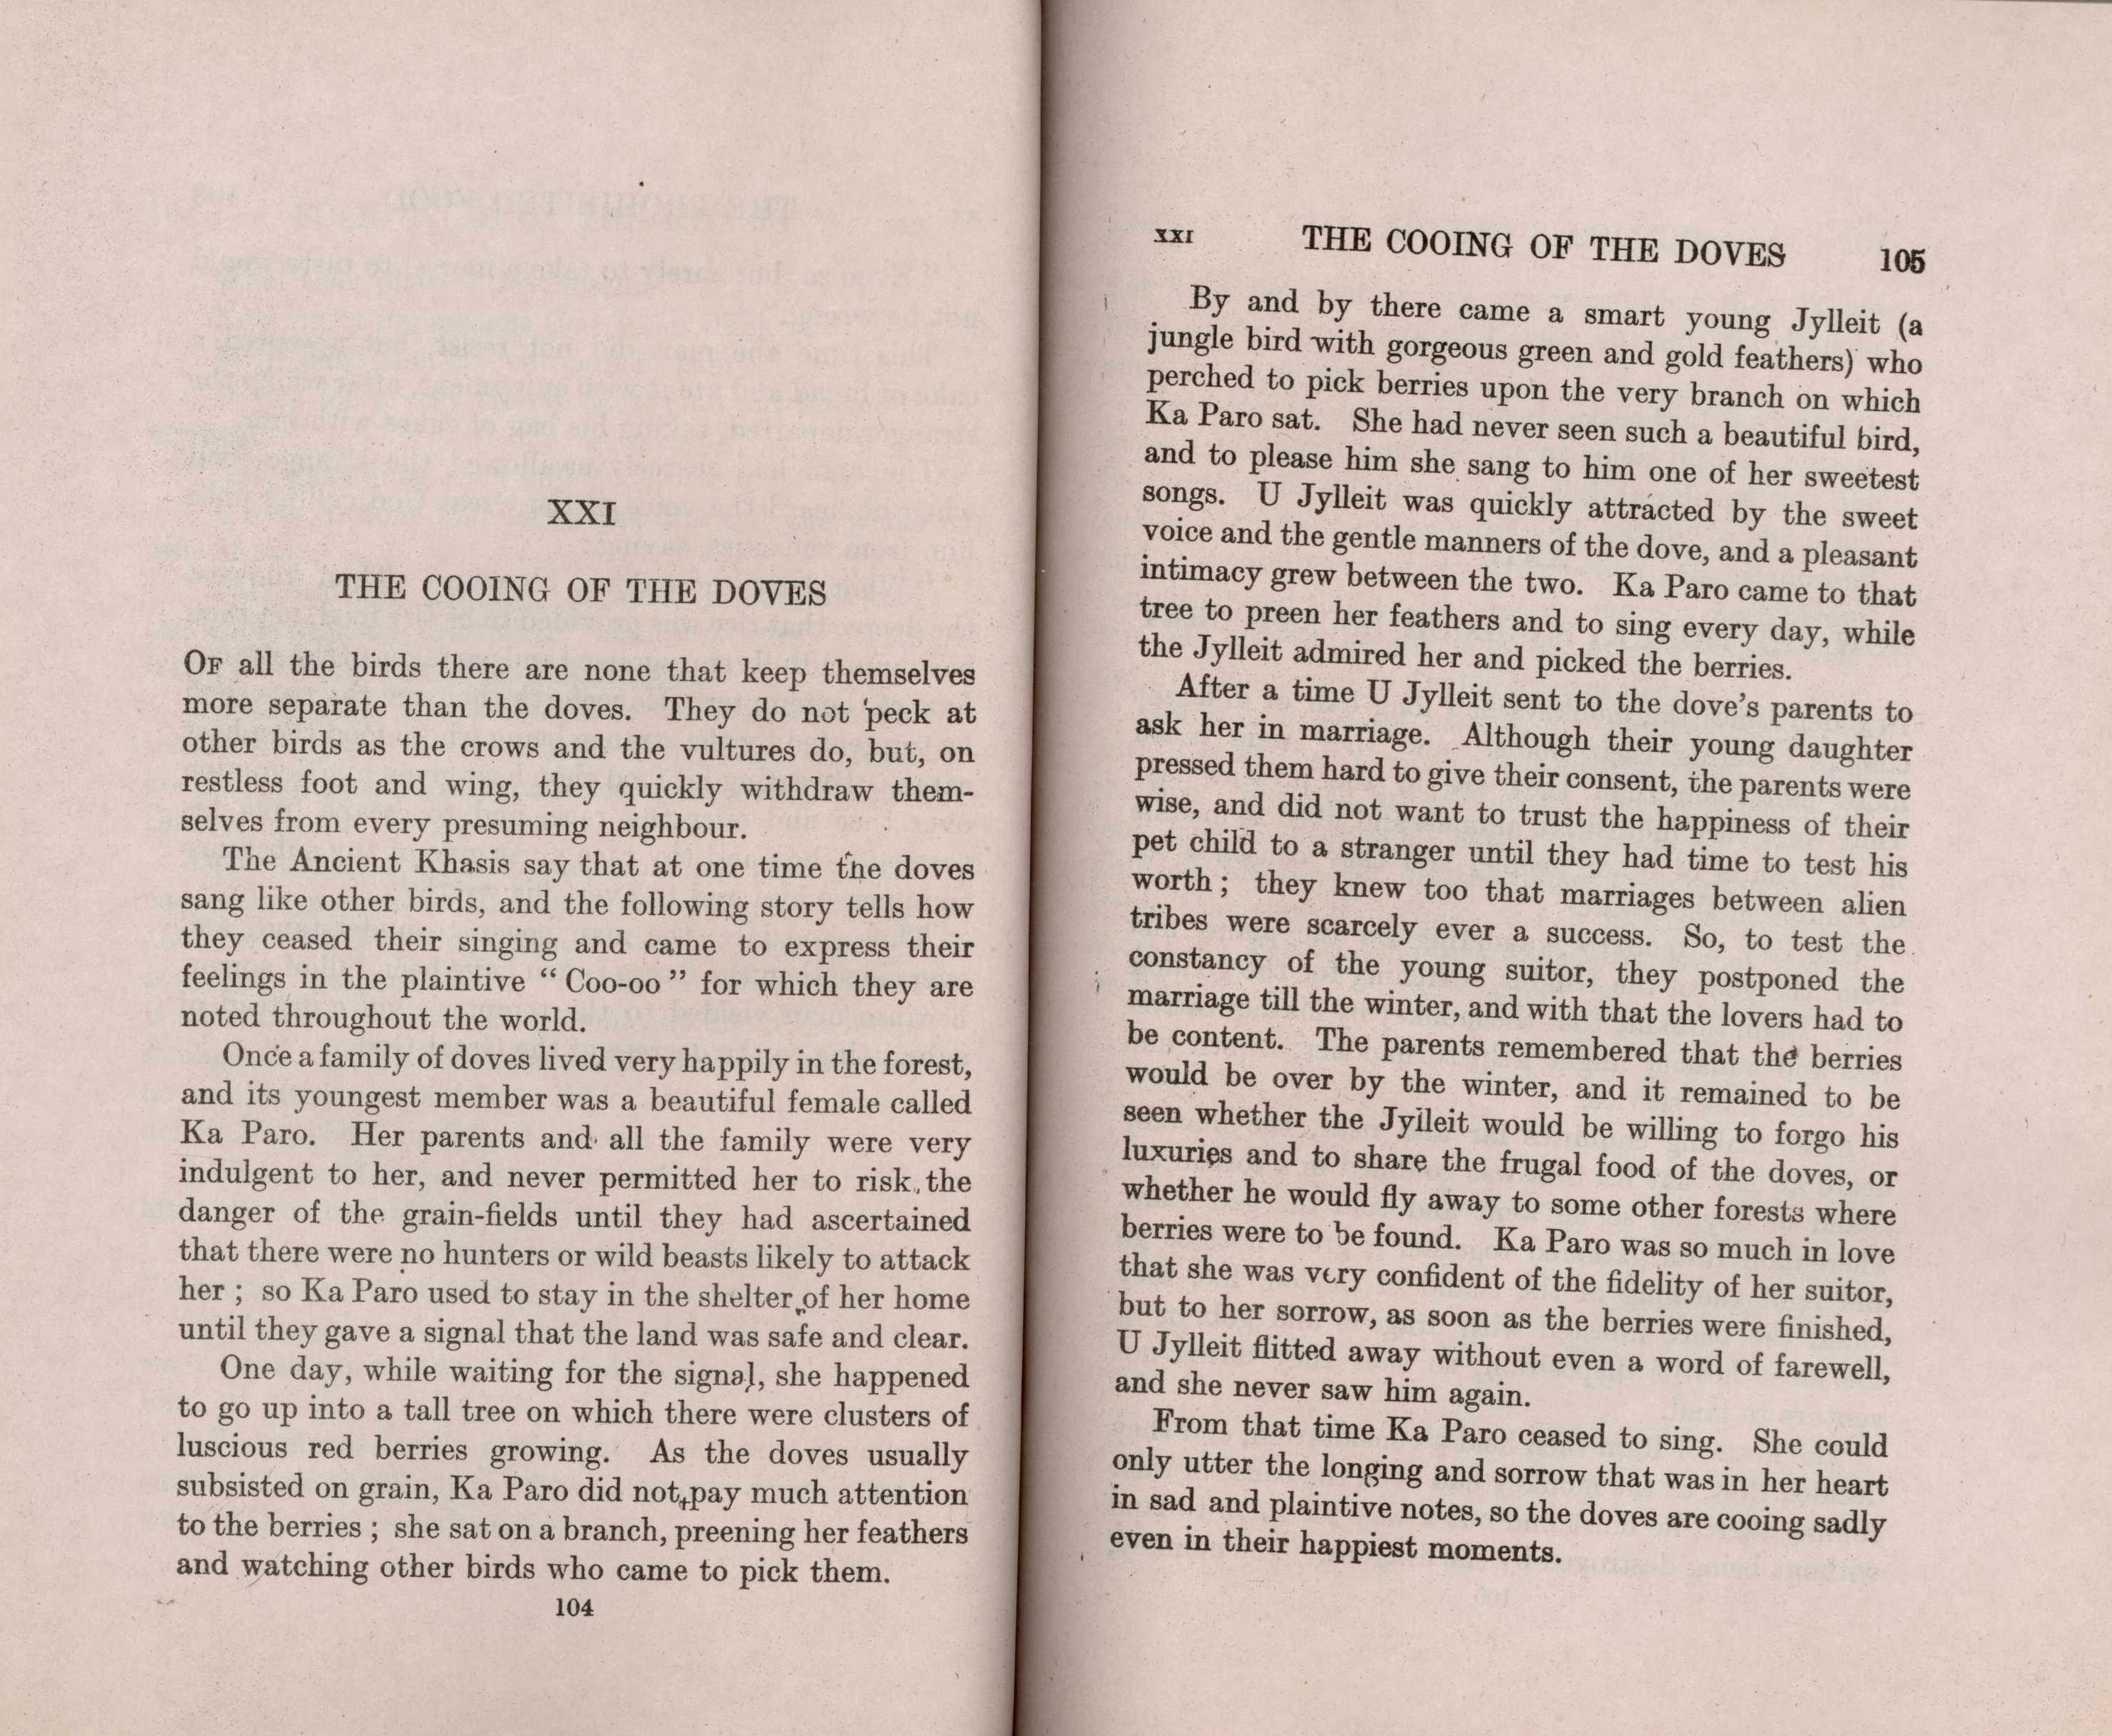 XXI
THE COOING OF THE DOVES
OF all the birds there are none that keep themselves
more separate than the doves. They do not peck at
other birds as the crows and the vultures do, but, on
restless foot and wing, they quickly withdraw them-
selves from every presuming neighbour.
The Ancient Khasis say that at one time the doves
sang like other birds, and the following story tells how
they ceased their singing and came to express their
feelings in the plaintive “ Coo-oo ” for which they are
noted throughout the world.
Once a family of doves lived very happily in the forest,
and its youngest member was a beautiful female called
Ka Paro. Her parents and all the family were very
indulgent to her, and never permitted her to risk the
danger of the grain-fields until they had ascertained
that there were no hunters or wild beasts likely to attack
her ; so Ka Paro used to stay in the shelter of her home
until they gave a signal that the land was safe and clear.
One day, while waiting for the signal, she happened
to go up into a tall tree on which there were clusters of
luscious red berries growing. As the doves usually
subsisted on grain, Ka Paro did not pay much attention
to the berries ; she sat on a branch, preening her feathers
and watching other birds who came to pick them.
104
XXI THE COOING OF THE DOVES 105
By and by there came a smart young Jylleit (a
jungle bird with gorgeous green and gold feathers) who
perched to pick berries upon the very branch on which
Ka Paro sat. She had never seen such a beautiful bird,
and to please him she sang to him one of her sweetest
songs. U Jylleit was quickly attracted by the sweet
voice and the gentle manners of the dove, and a pleasant
intimacy grew between the two. Ka Paro came to that
tree to preen her feathers and to sing every day, while
the Jylleit admired her and picked the berries.
After a time U Jylleit sent to the dove’s parents to
ask her in marriage. Although their young daughter
pressed them hard to give their consent, the parents were
wise, and did not want to trust the happiness of their
pet child to a stranger until they had time to test his
worth ; they knew too that marriages between alien
tribes were scarcely ever a success. So, to test the
constancy of the young suitor, they postponed the
marriage till the winter, and with that the lovers had to
be content. The parents remembered that the berries
would be over by the winter, and it remained to be
seen whether the Jylleit would be willing to forgo his
luxuries and to share the frugal food of the doves, or
whether he would fly away to some other forests where
berries were to be found. Ka Paro was so much in love
that she was very confident of the fidelity of her suitor,
but to her sorrow, as soon as the berries were finished,
U Jylleit flitted away without even a word of farewell,
and she never saw him again.
From that time Ka Paro ceased to sing. She could
only utter the longing and sorrow that was in her heart
in sad and plaintive notes, so the doves are cooing sadly
even in their happiest moments.